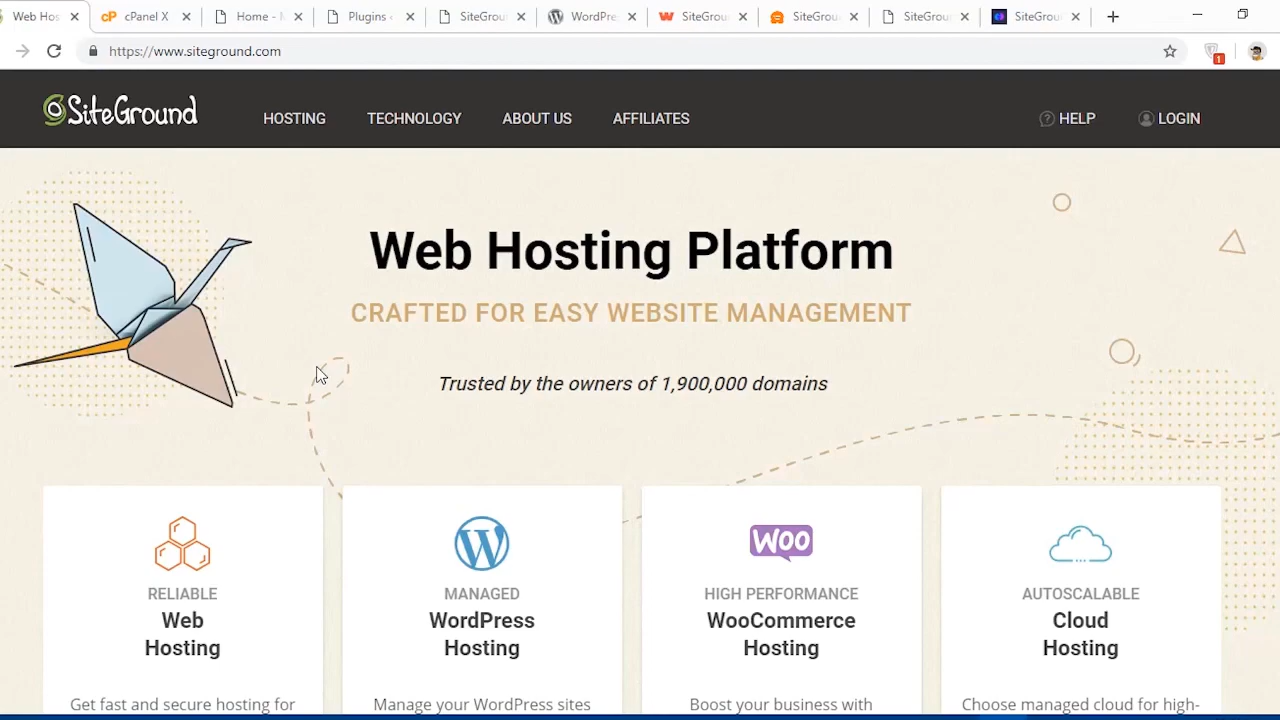 Web Hos
cPanel X
Home -
Plugins
SiteGrou
WordPre
SiteGroun
SiteGrou
SiteGrou
SiteGrou
https://www.siteground.com
1
SiteGround
HOSTING
TECHNOLOGY
ABOUT US
AFFILIATES
HELP
LOGIN
Web Hosting Platform
CRAFTED FOR EASY WEBSITE MANAGEMENT
Trusted by the owners of 1,900,000 domains
RELIABLE
Web
Hosting
Get fast and secure hosting for
MANAGED
WordPress
Hosting
Manage your WordPress sites
WOO
HIGH PERFORMANCE
WooCommerce
Hosting
Boost your business with
AUTOSCALABLE
Cloud
Hosting
Choose managed cloud for high-